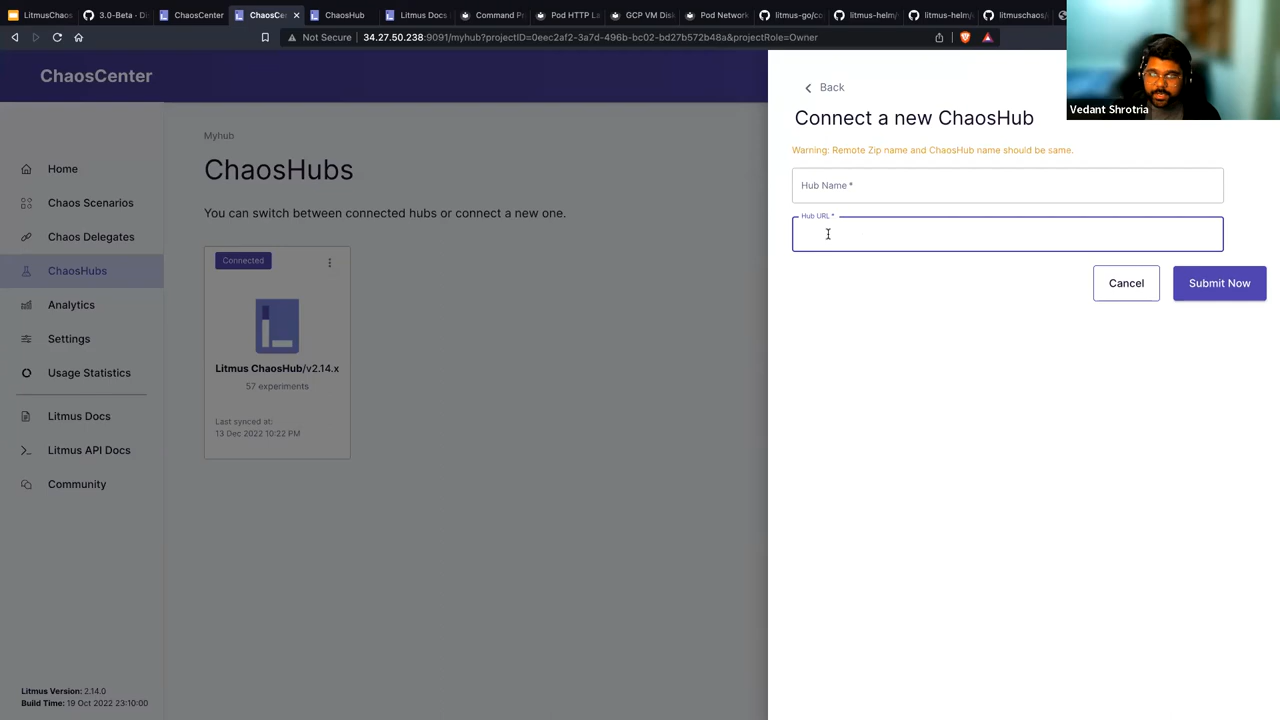 LitmusChaos
3.0-Beta - Di
ChaosCenter
ChaosCe
ChaosHub
Litmus Docs
Command Pr
Pod HTTP La
GCP VM Disk
Pod Network
litmus-go/co
litmus-helm/
litmus-helm/
litmuschaos/
Not Secure
34.27.50.238:9091/myhub?projectID=0eec2af2-3a7d-496b-bc02-bd27b572b48a&projectRole=Owner
ChaosCenter
Home
Chaos Scenarios
Chaos Delegates
ChaosHubs
Analytics
Settings
Usage Statistics
Litmus Docs
Litmus API Docs
Community
Litmus Version: 2.14.0
Build Time: 19 Oct 2022 23:10:00
Myhub
ChaosHubs
You can switch between connected hubs or connect a new one.
Connected
Litmus ChaosHub/v2.14.x
57 experiments
Last synced at:
13 Dec 2022 10:22 PM
Back
Connect a new ChaosHub
Warning: Remote Zip name and ChaosHub name should be same.
Hub Name *
Hub URL *
Cancel
Submit Now
Vedant Shrotria